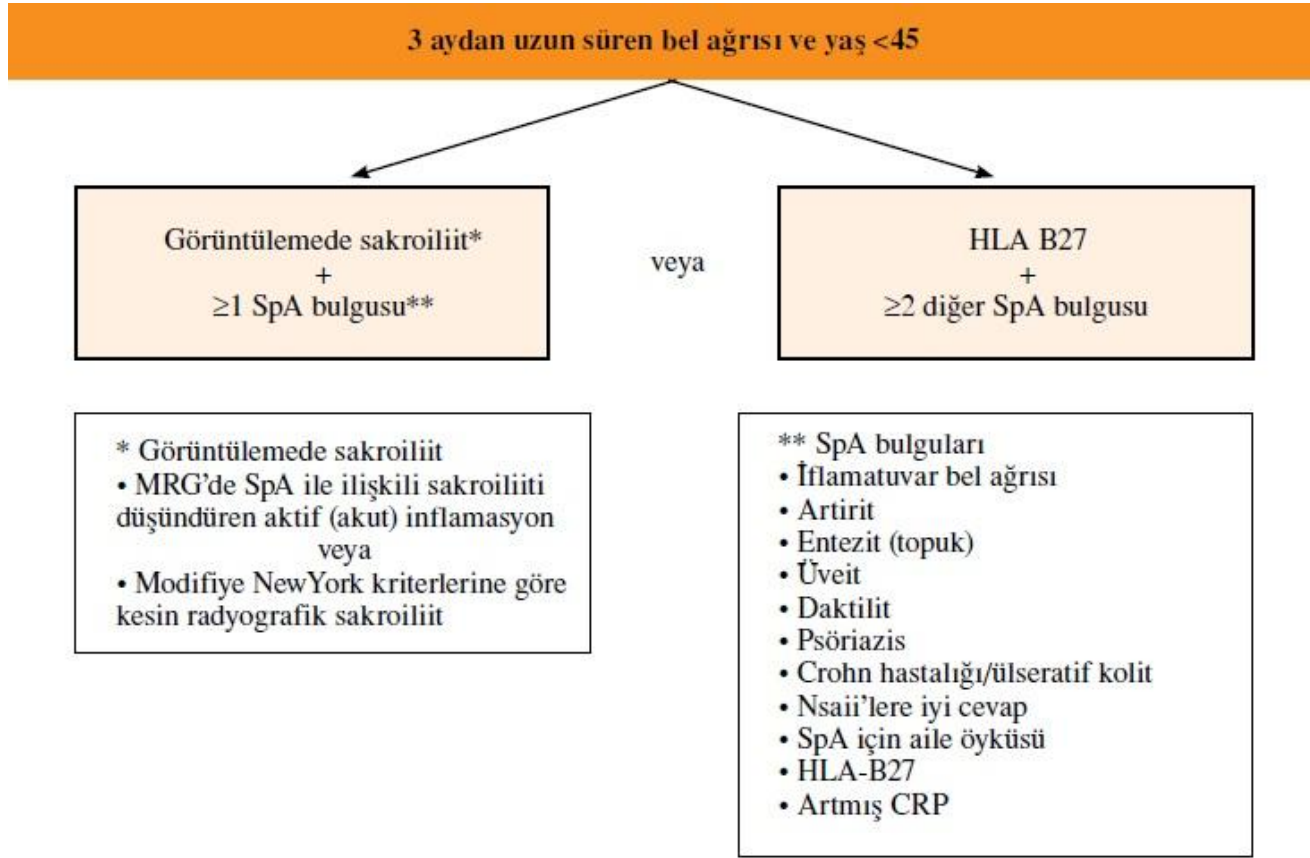 3 aydan uzun süren bel ağrısı ve yaş <45
Görüntülemede sakroiliit*
+
≥1 SpA bulgusu**
veya
HLA B27
+
≥2 diğer SpA bulgusu
* Görüntülemede sakroiliit
• MRG’de SpA ile ilişkili sakroiliiti
düşündüren aktif (akut) inflamasyon
veya
• Modifiye NewYork kriterlerine göre
kesin radyografik sakroiliit
** SpA bulguları
• İflamatuvar bel ağrısı
• Artirit
• Entezit (topuk)
• Üveit
• Daktilit
• Psöriazis
• Crohn hastalığı/ülseratif kolit
• Nsaii’lere iyi cevap
• SpA için aile öyküsü
• HLA-B27
• Artmış CRP